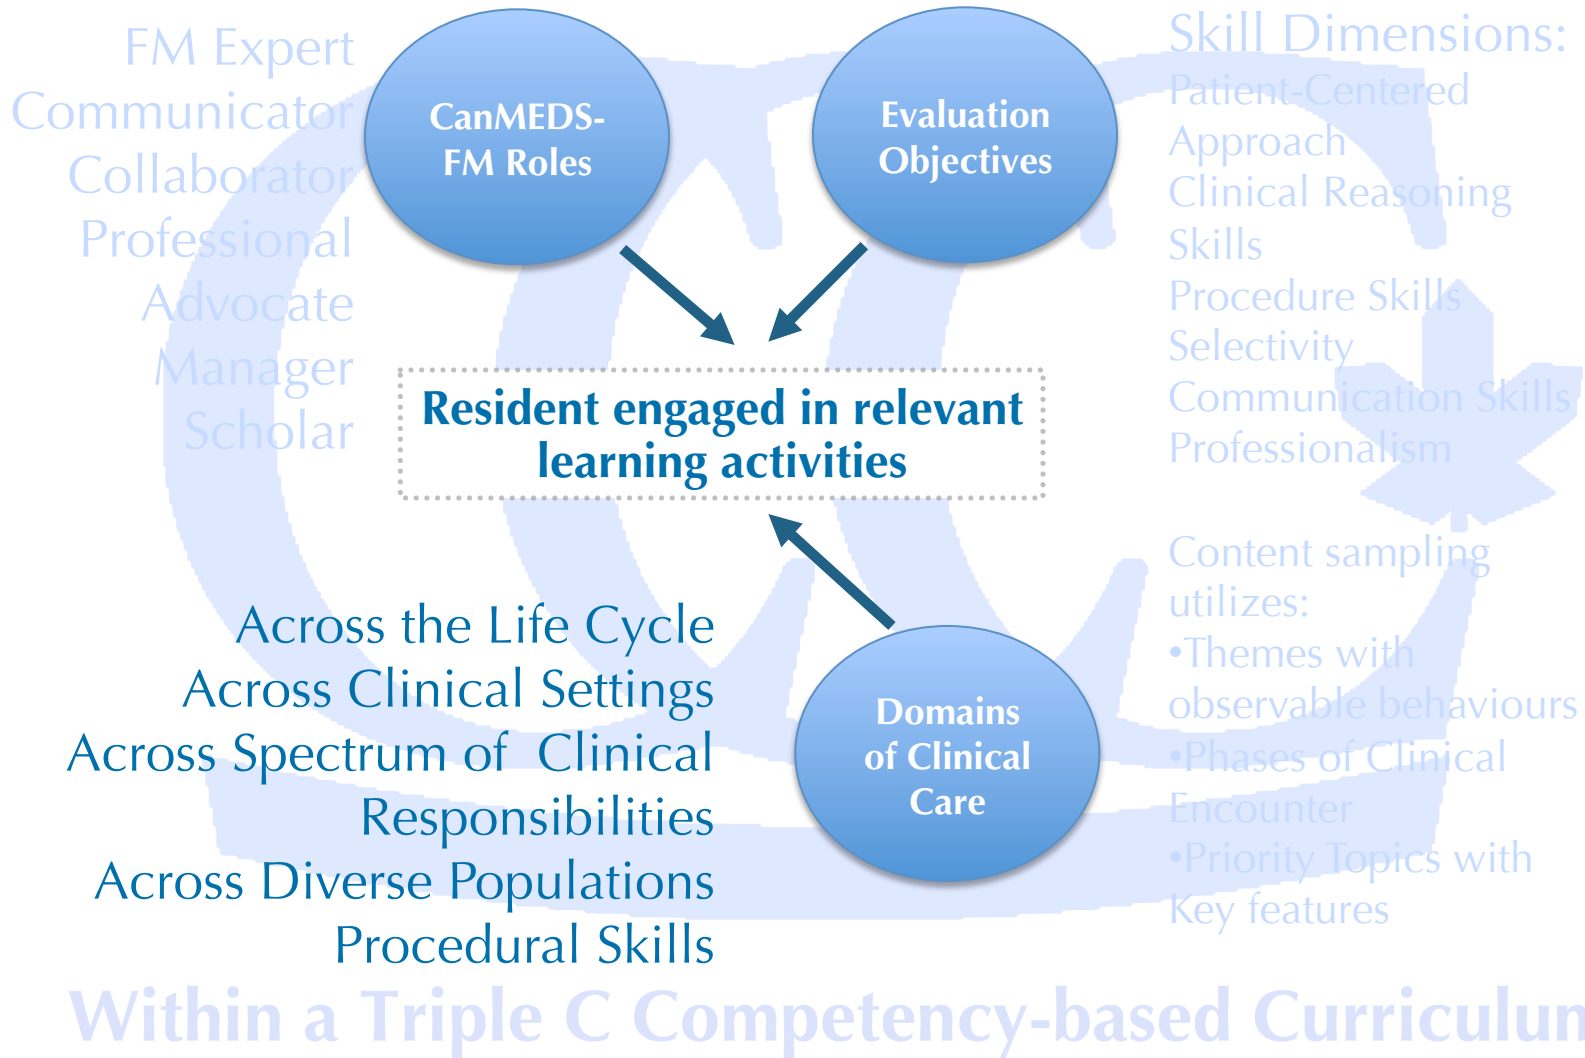 FM Expert
Communicator
Collaborator
Professional
Advocate
Manager
Scholar
CanMEDS-
FM Roles
Evaluation
Objectives
Skill Dimensions:
Patient-Centered
Approach
Clinical Reasoning
Skills
Procedure Skills
Selectivity
Communication Skills
Professionalism
Content sampling
utilizes:
•Themes with
observable behaviours
•Phases of Clinical
Encounter
•Priority Topics with
Key features
Resident engaged in relevant
learning activities
Across the Life Cycle
Across Clinical Settings
Across Spectrum of  Clinical
Responsibilities
Across Diverse Populations
Procedural Skills
Domains
of Clinical
Care
Within a Triple C Competency-based Curriculum